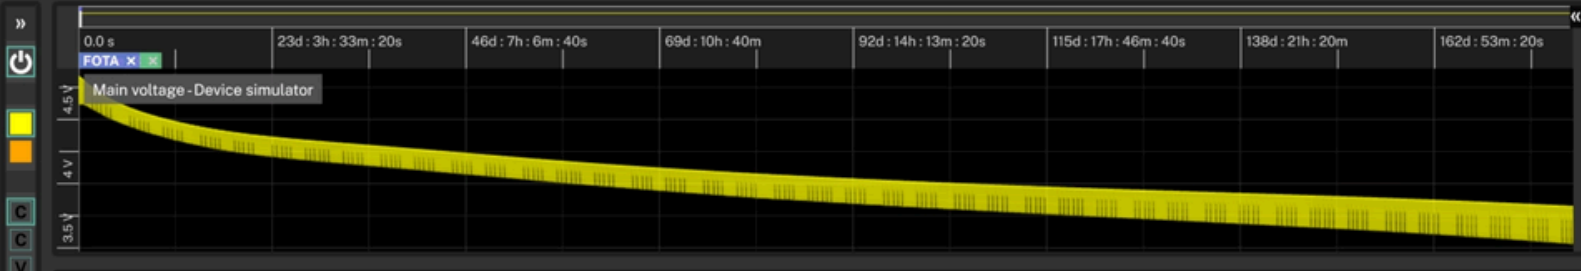 »
«
0.0 s 23d : 3h : 33m : 20s 46d : 7h : 6m : 40s 69d : 10h : 40m 92d : 14h : 13m : 20s 115d : 17h : 46m : 40s 138d : 21h : 20m 162d : 53m : 20s
FOTA × ×
Main voltage - Device simulator
4.5 V
4 V
3.5 V
C
C
V